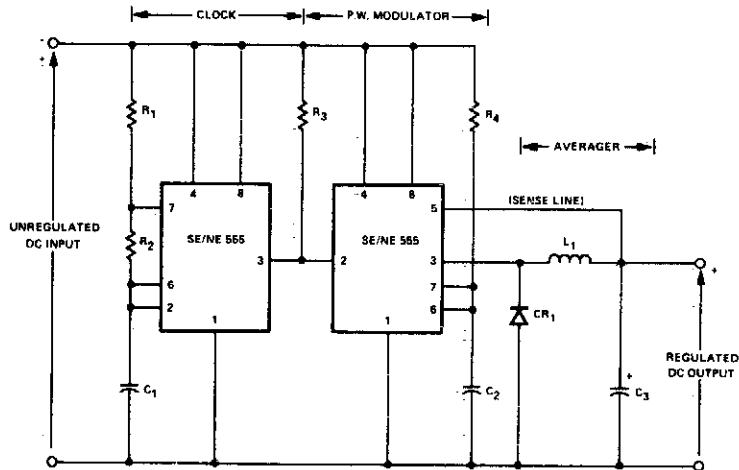 CLOCK
P.W. MODULATOR
-
+
R1
R3
R4
AVERAGER
4
8
4
8
UNREGULATED
DC INPUT
7
SE/NE 555
R2
3
6
2
1
2
SE/NE 555
5
(SENSE LINE)
3
L1
7
6
1
+
CR1
C1
C2
+
C3
REGULATED
DC OUTPUT